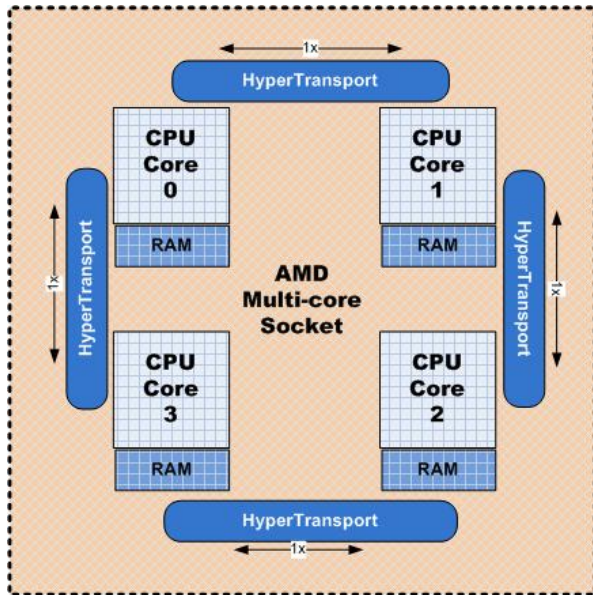 1x
HyperTransport
CPU
Core
0
CPU
Core
1
RAM
RAM
HyperTransport
1x
HyperTransport
1x
AMD
Multi-core
Socket
CPU
Core
3
CPU
Core
2
RAM
RAM
HyperTransport
1x